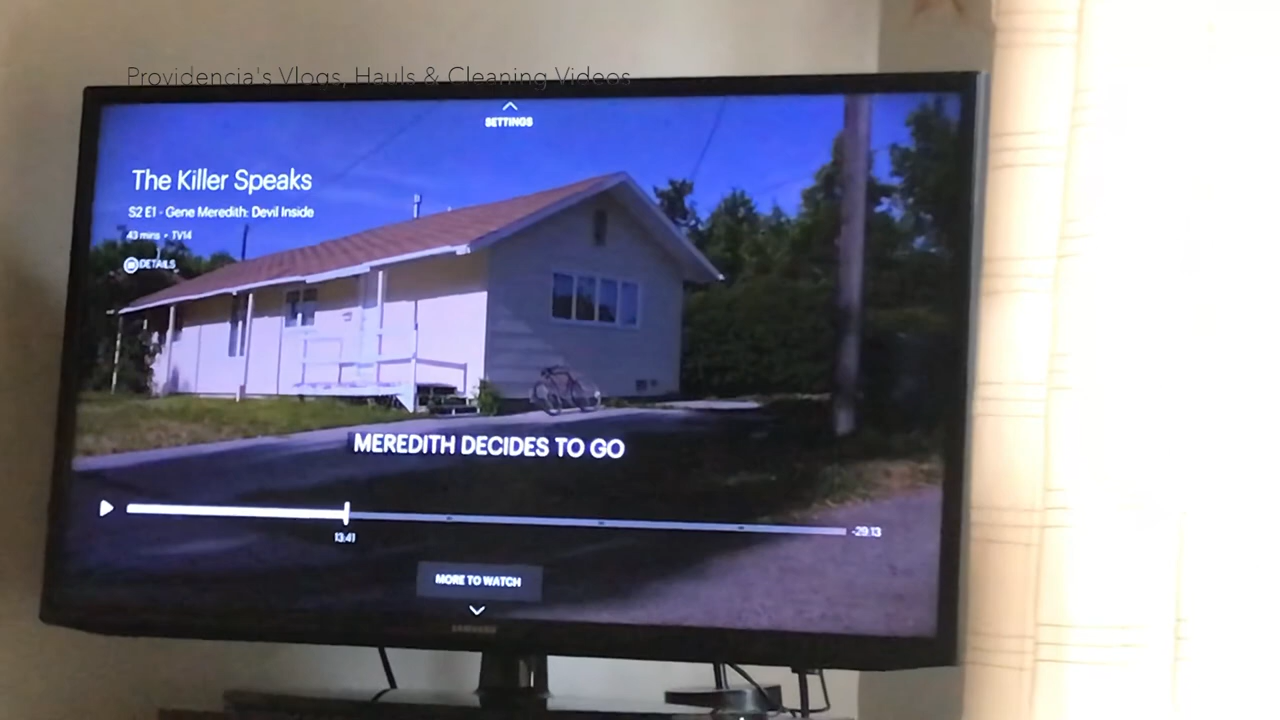 Providencia's Vlogs, Hauls & Cleaning Videos
SETTINGS
The Killer Speaks
S2 E1 - Gene Meredith: Devil Inside
43 mins • TV14
DETAILS
MEREDITH DECIDES TO GO
13:41
-29:13
MORE TO WATCH
SAMSUNG